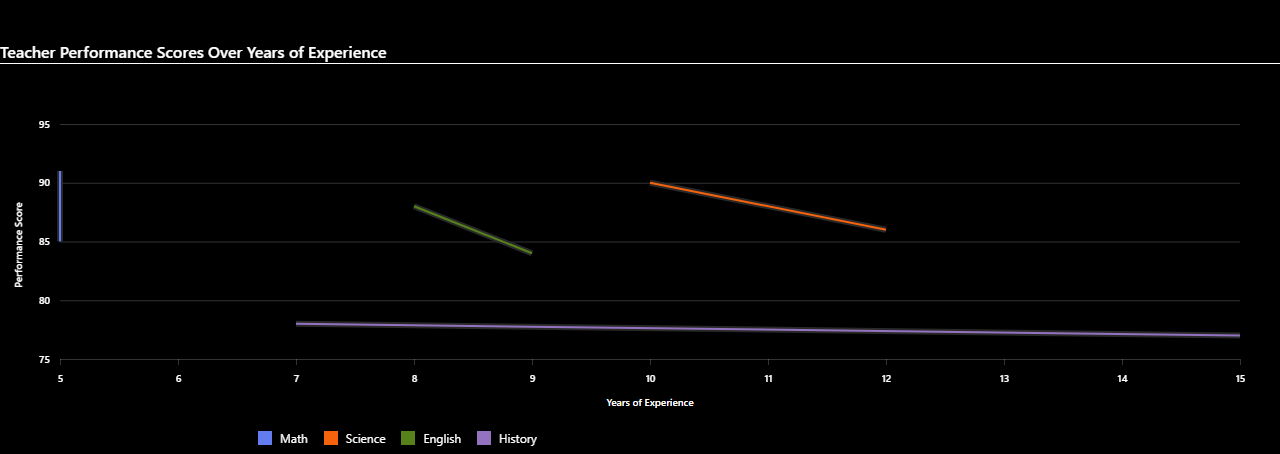 Teacher Performance Scores Over Years of Experience
95
90
85
80
75
Performance Score
5 6 7 8 9 10 11 12 13 14 15
Years of Experience
Math Science English History